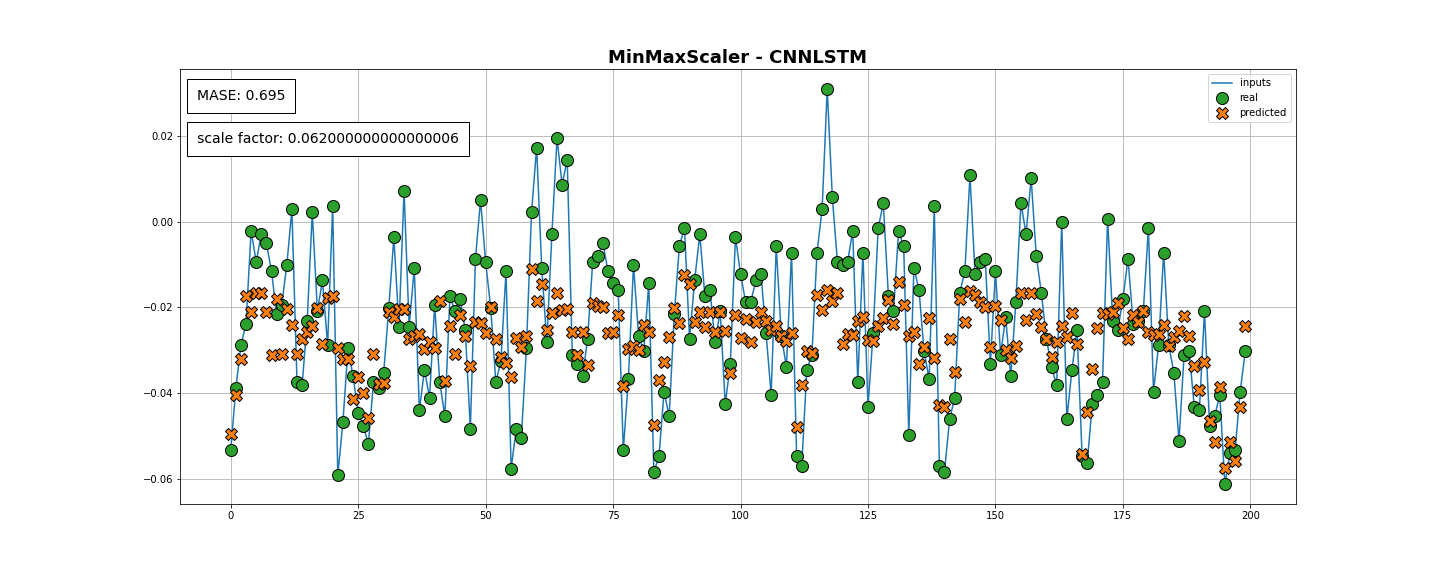 MinMaxScaler - CNNLSTM
MASE: 0.695
scale factor: 0.062000000000000006
inputs
real
predicted
0.02
0.00
−0.02
−0.04
−0.06
0 25 50 75 100 125 150 175 200